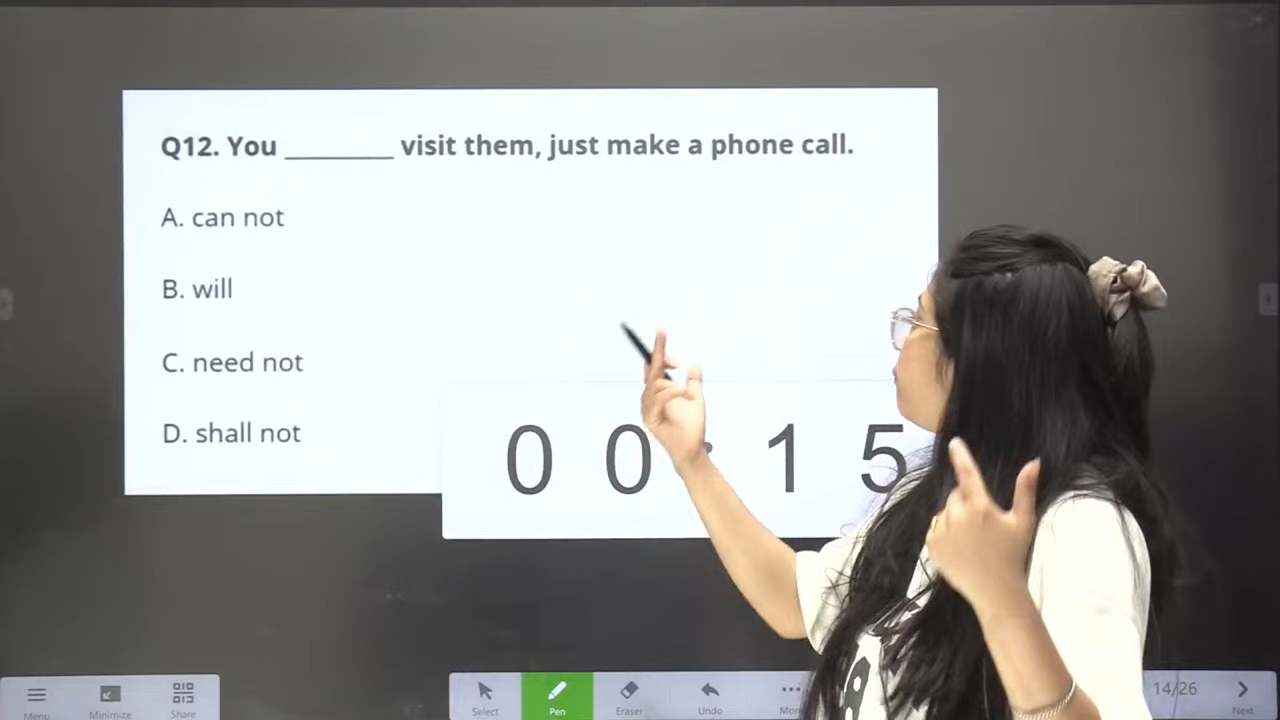 Q12. You ________ visit them, just make a phone call.
A. can not
B. will
C. need not
D. shall not
0 0 : 1 5
Menu Minimize Share Select Pen Eraser Undo 14/26 Next